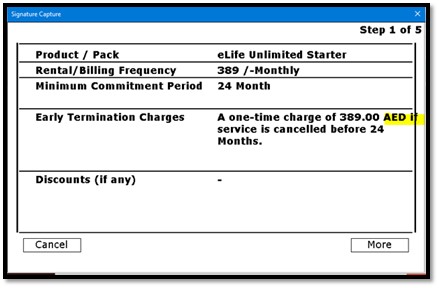 Signature Capture
Step 1 of 5
Product / Pack eLife Unlimited Starter
Rental/Billing Frequency 389 /-Monthly
Minimum Commitment Period 24 Month
Early Termination Charges A one-time charge of 389.00 AED if
service is cancelled before 24
Months.
Discounts (if any) -
Cancel More